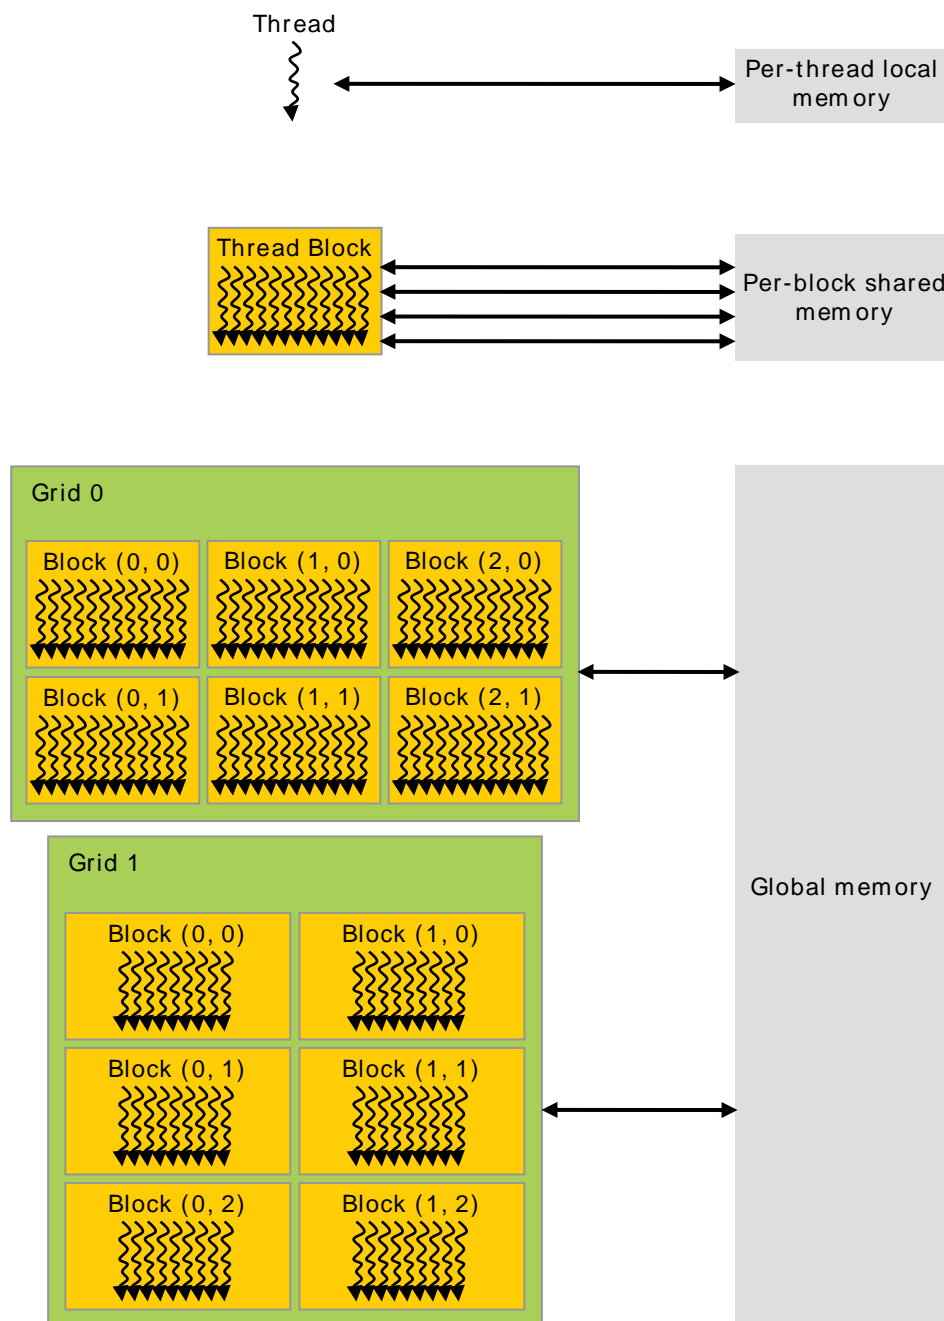 Thread
Per-thread local
memory
Thread Block
Per-block shared
memory
Grid 0
Block (0, 0)
Block (1, 0)
Block (2, 0)
Block (0, 1)
Block (1, 1)
Block (2, 1)
Grid 1
Global memory
Block (0, 0)
Block (1, 0)
Block (0, 1)
Block (1, 1)
Block (0, 2)
Block (1, 2)